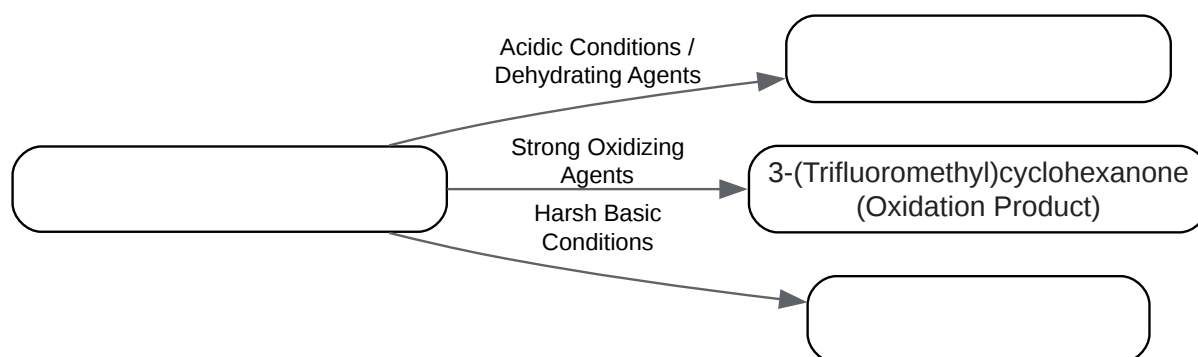 Acidic Conditions /
Dehydrating Agents
Strong Oxidizing
Agents
3-(Trifluoromethyl)cyclohexanone
(Oxidation Product)
Harsh Basic
Conditions